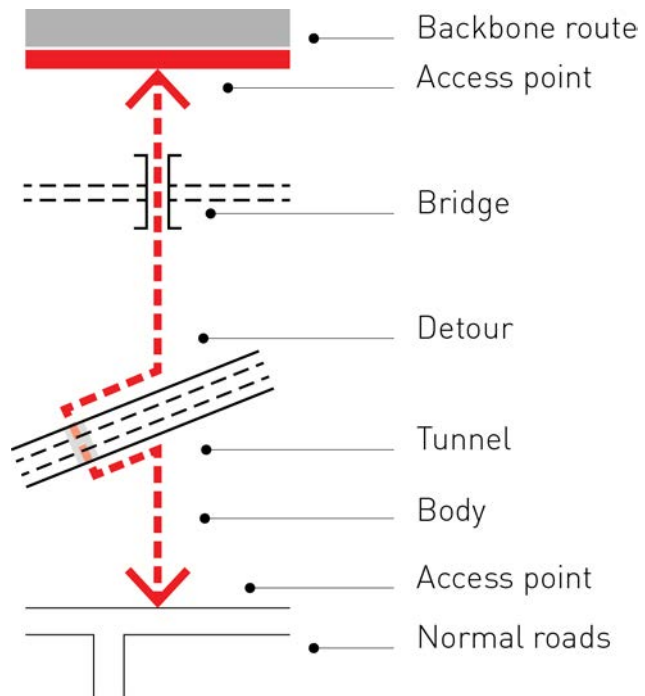 Backbone route
Access point
Bridge
Detour
Tunnel
Body
Access point
Normal roads